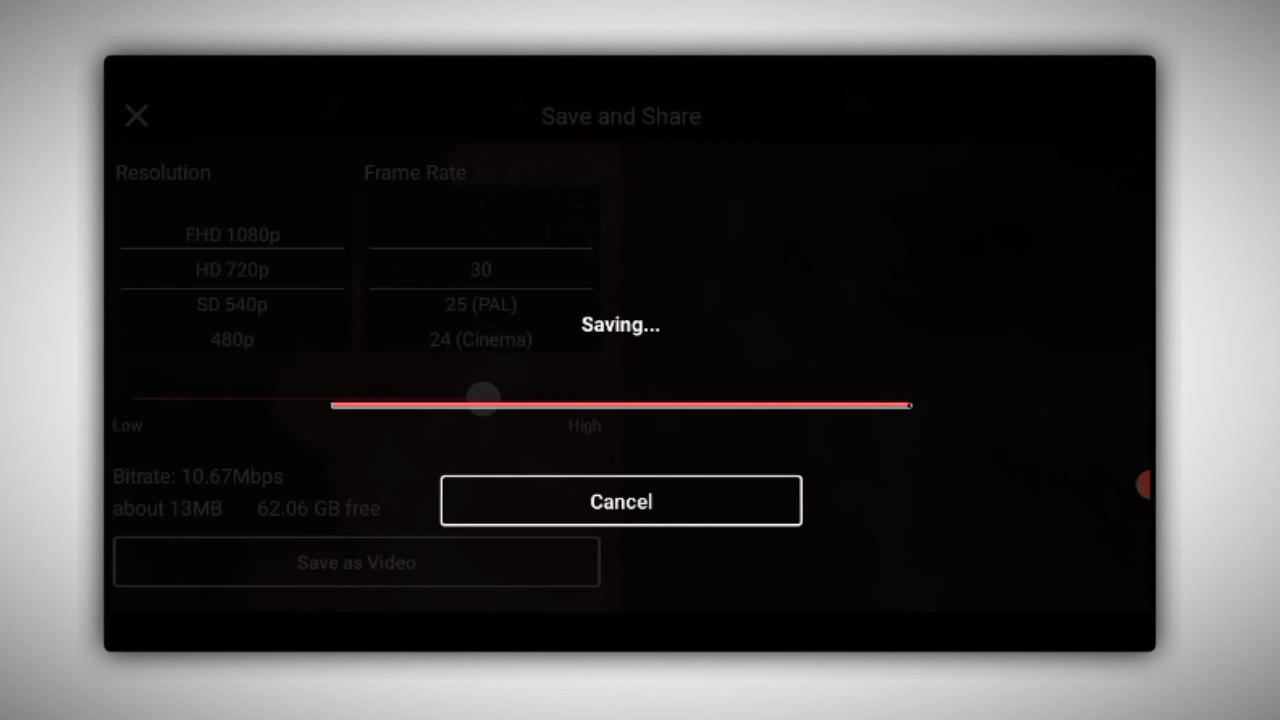 Save and Share
Resolution
Frame Rate
FHD 1080p
HD 720p
SD 540p
480p
30
25 (PAL)
24 (Cinema)
Saving...
Low
High
Bitrate: 10.67Mbps
about 13MB
62.06 GB free
Cancel
Save as Video